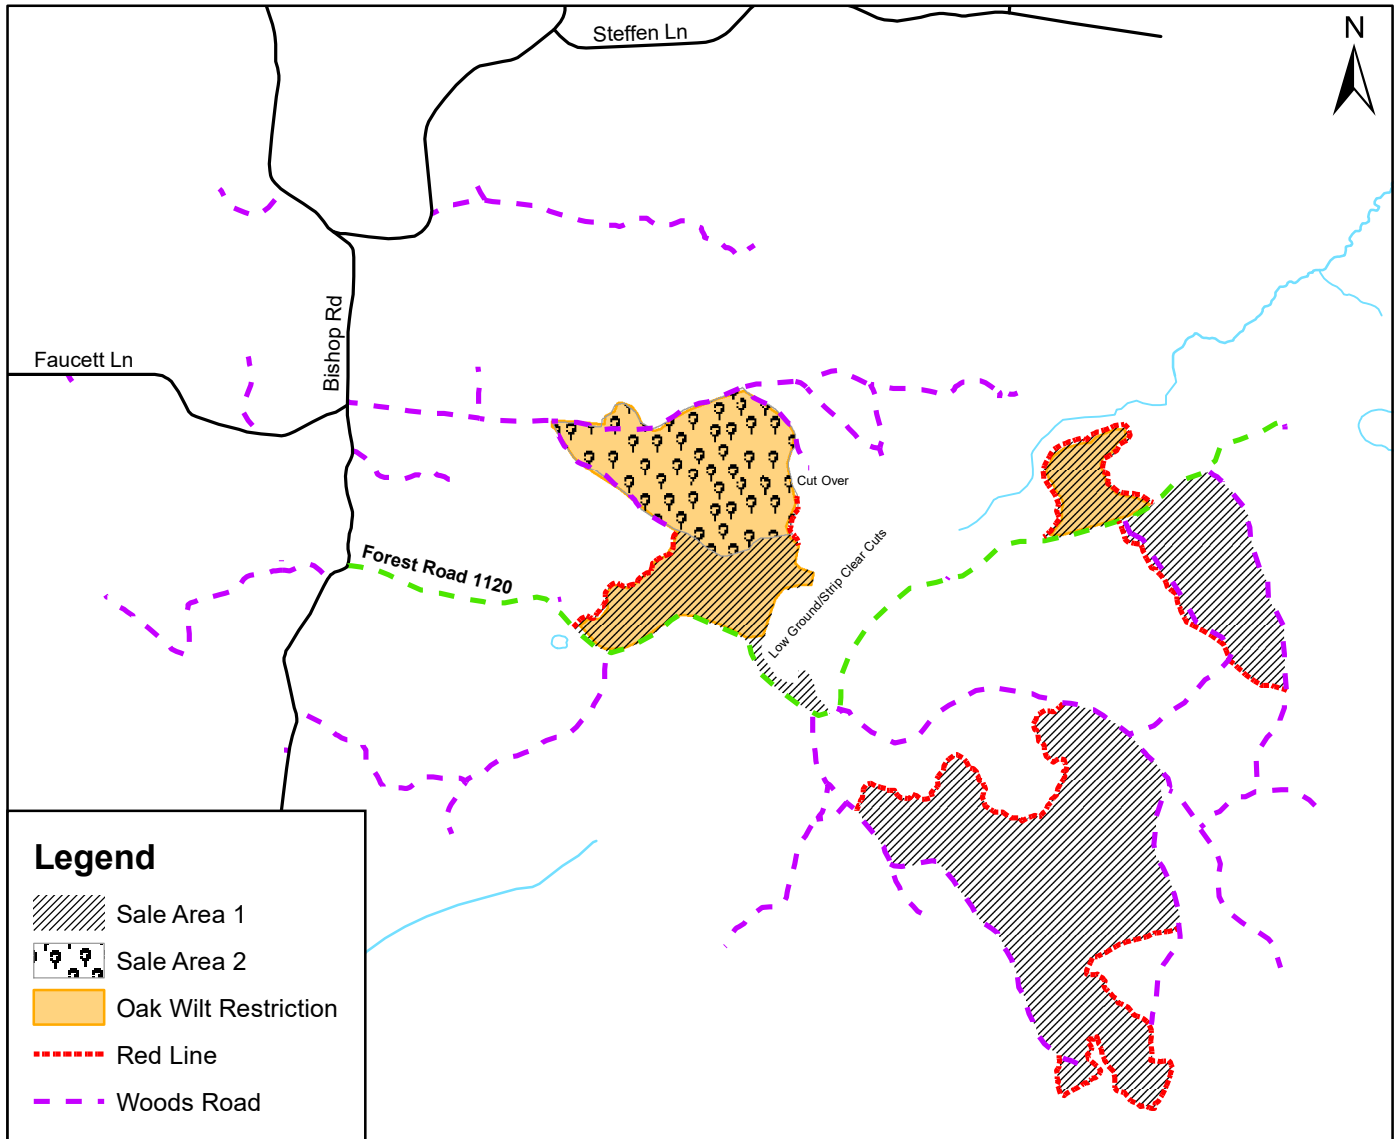 Steffen Ln
N
Bishop Rd
Faucett Ln
Cut Over
Forest Road 1120
Low Ground/Strip Clear Cuts
Legend
Sale Area 1
Sale Area 2
Oak Wilt Restriction
Red Line
Woods Road